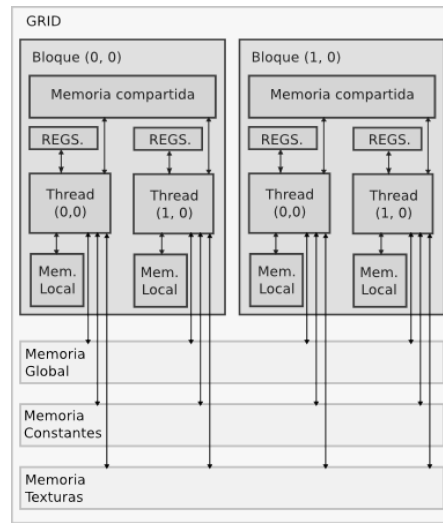 GRID
Bloque (0, 0)
Memoria compartida
REGS.
REGS.
Thread
(0,0)
Thread
(1, 0)
Mem.
Local
Mem.
Local
Bloque (1, 0)
Memoria compartida
REGS.
REGS.
Thread
(0,0)
Thread
(1, 0)
Mem.
Local
Mem.
Local
Memoria
Global
Memoria
Constantes
Memoria
Texturas